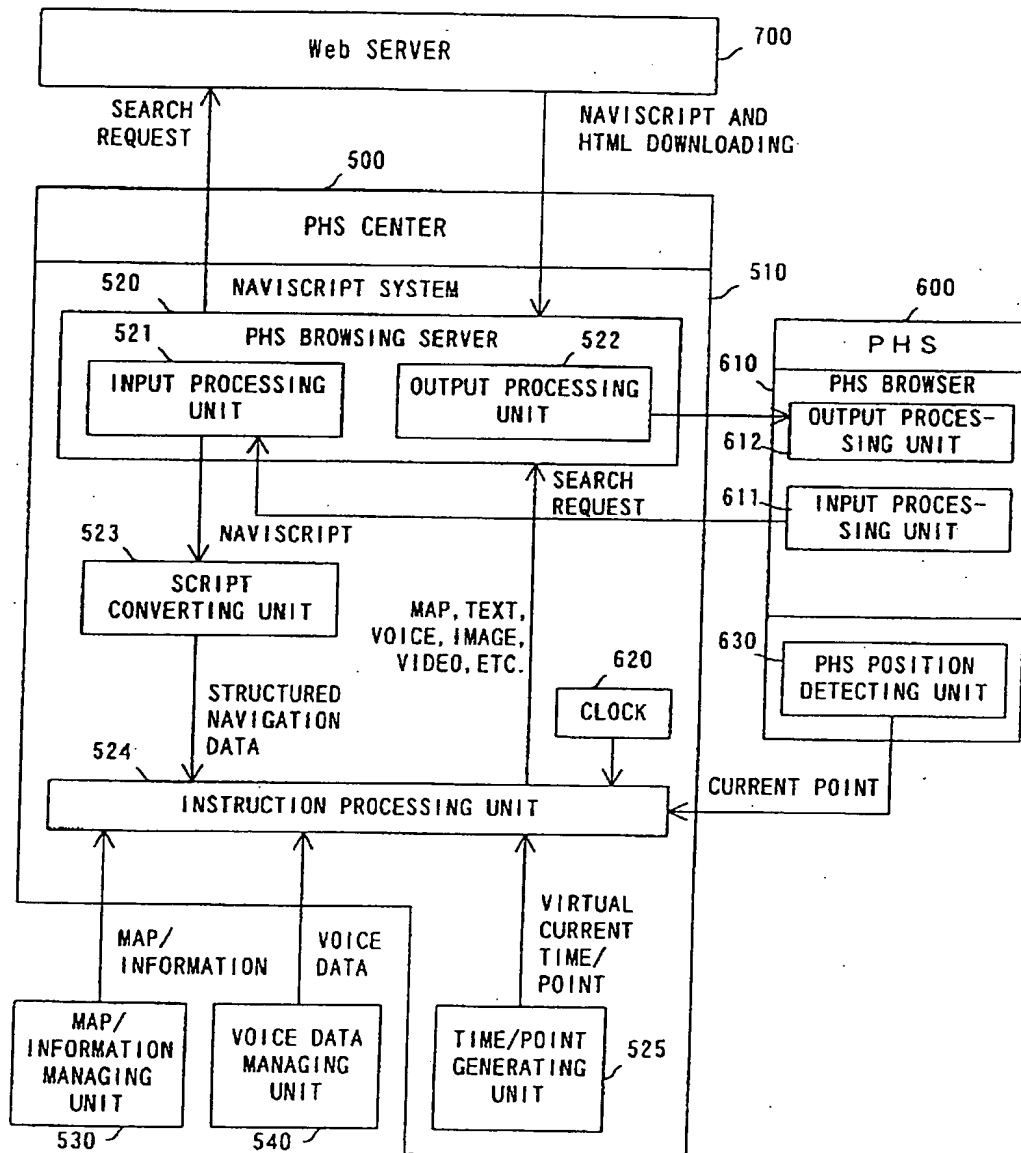 Web SERVER
700
SEARCH
REQUEST
NAVISCRIPT AND
HTML DOWNLOADING
500
PHS CENTER
510
520
NAVISCRIPT SYSTEM
600
PHS
521
PHS BROWSING SERVER
522
610
PHS BROWSER
INPUT PROCESSING
UNIT
OUTPUT PROCESSING
UNIT
OUTPUT PROCES-
SING UNIT
612
SEARCH
REQUEST
611
INPUT PROCES-
SING UNIT
523
NAVISCRIPT
SCRIPT
CONVERTING UNIT
MAP, TEXT,
VOICE, IMAGE,
VIDEO, ETC.
620
CLOCK
630
PHS POSITION
DETECTING UNIT
STRUCTURED
NAVIGATION
DATA
524
INSTRUCTION PROCESSING UNIT
CURRENT POINT
MAP/
INFORMATION
VOICE
DATA
VIRTUAL
CURRENT
TIME/
POINT
MAP/
INFORMATION
MANAGING
UNIT
530
VOICE DATA
MANAGING
UNIT
540
TIME/POINT
GENERATING
UNIT
525